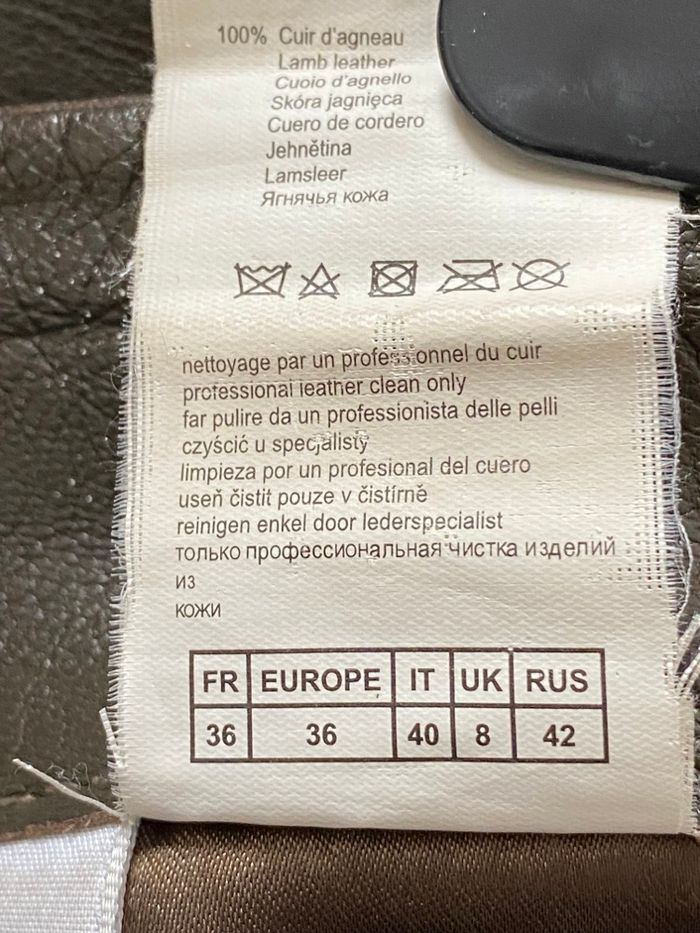 100% Cuir d'agneau
Lamb leather
Cuoio d'agnello
Skóra jagnięca
Cuero de cordero
Jehnětina
Lamsleer
Ягнячья кожа
nettoyage par un professionnel du cuir
professional leather clean only
far pulire da un professionista delle pelli
czyścić u specjalisty
limpieza por un profesional del cuero
useň čistit pouze v čistírně
reinigen enkel door lederspecialist
только профессиональная чистка изделий
из
кожи
FR EUROPE IT UK RUS
36 36 40 8 42